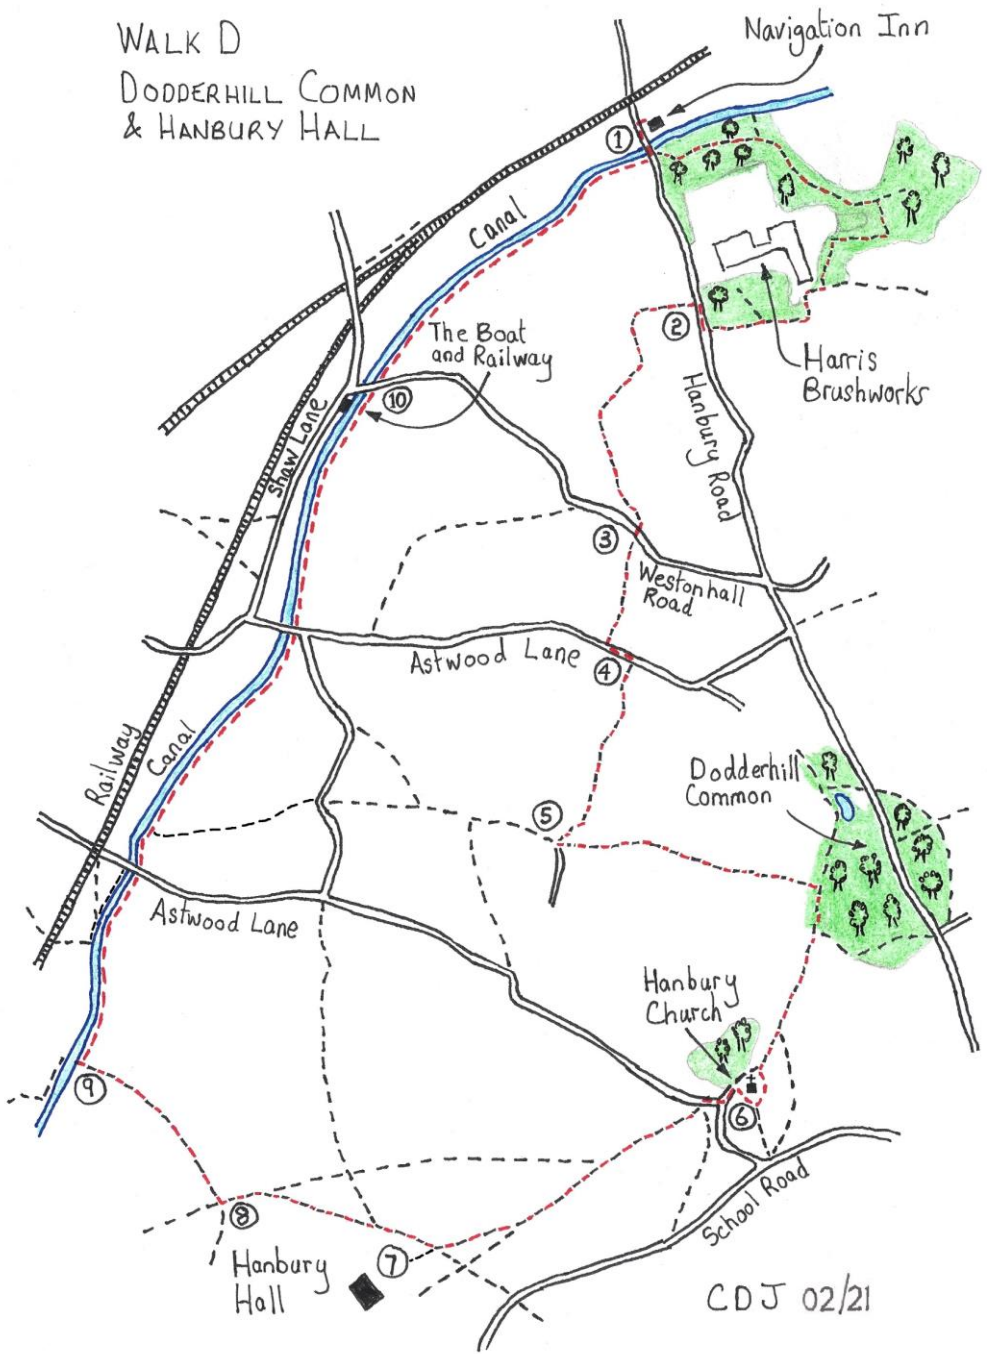 WALK D
DODDERHILL COMMON
& HANBURY HALL
Navigation Inn
1
Canal
2
The Boat
and Railway
Harris
Brushworks
10
Shaw Lane
Hanbury Road
3
Westonhall
Road
Astwood Lane
4
Railway
Canal
Dodderhill
Common
5
Astwood Lane
Hanbury
Church
9
6
8
School Road
7
Hanbury
Hall
CDJ 02/21